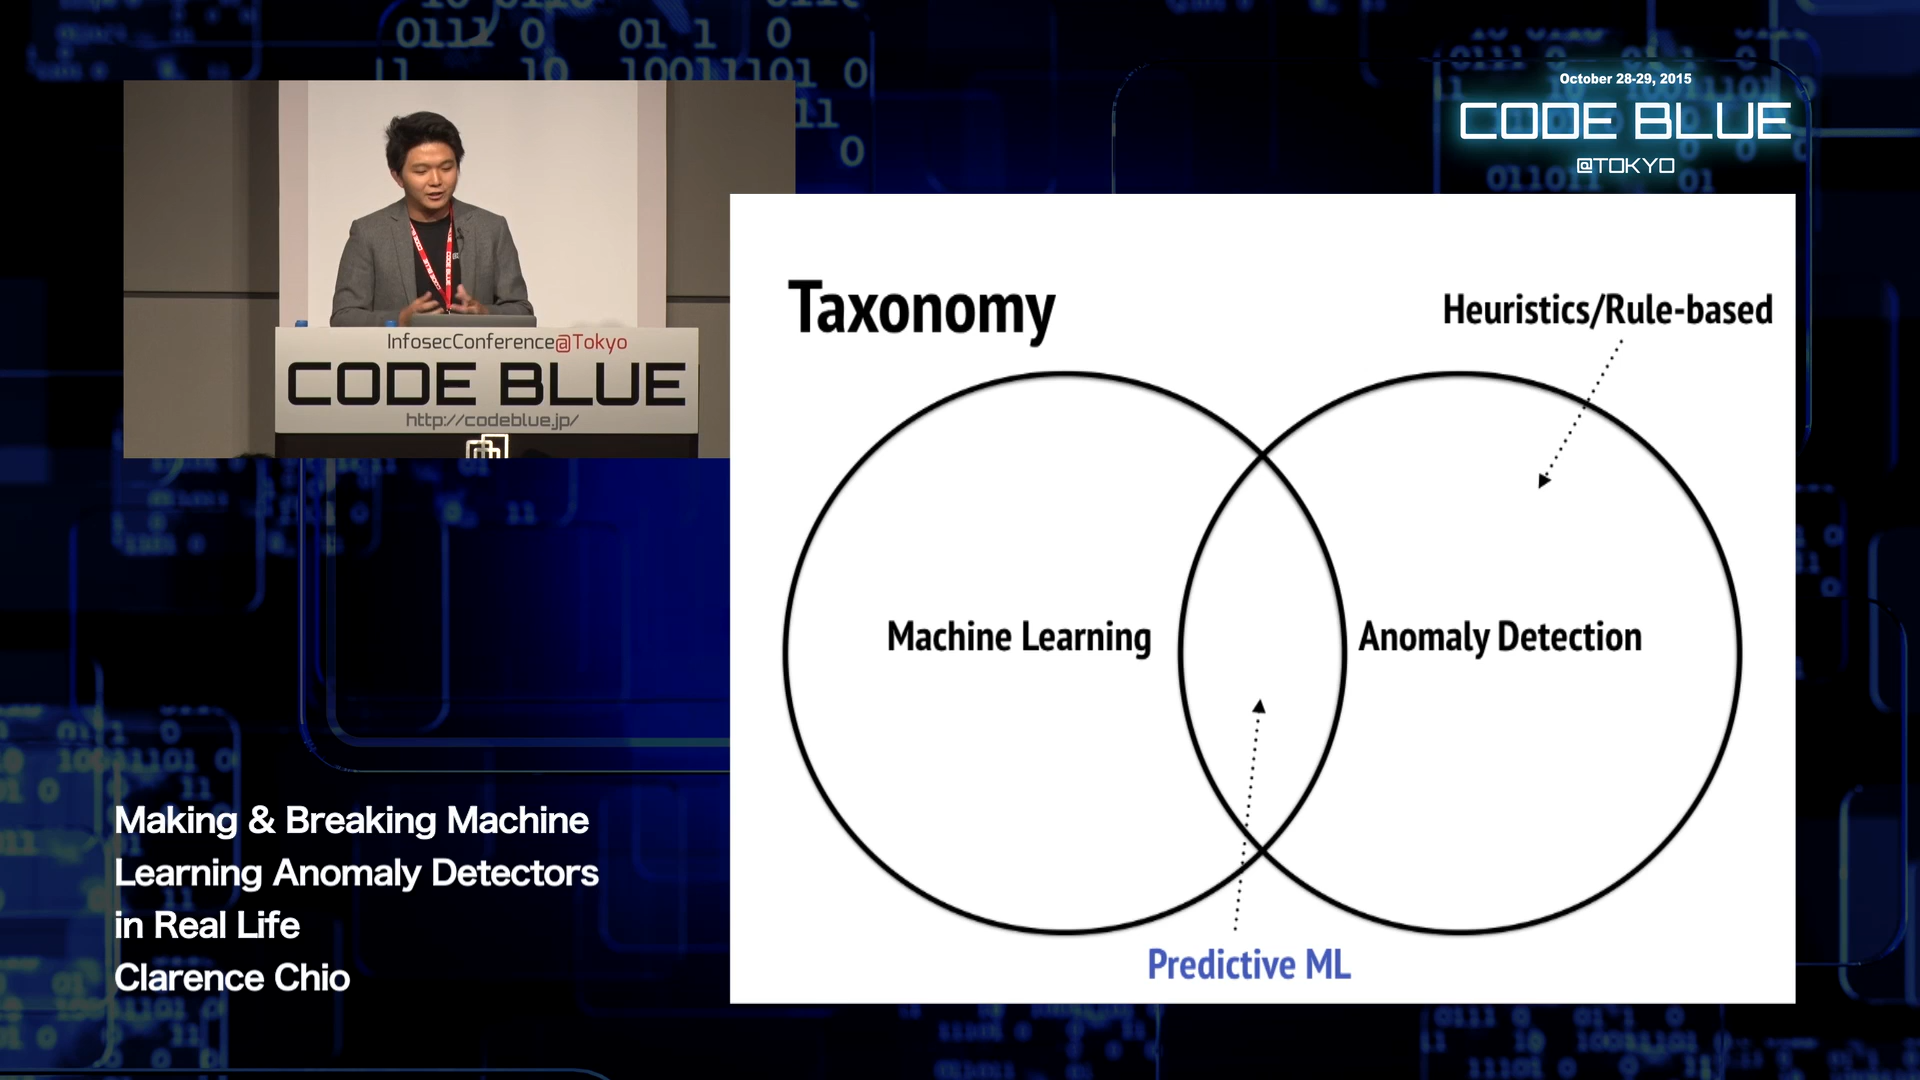 October 28-29, 2015
CODE BLUE
@TOKYO
InfosecConference@Tokyo
CODE BLUE
http://codeblue.jp/
Taxonomy
Heuristics/Rule-based
Machine Learning
Anomaly Detection
Predictive ML
Making & Breaking Machine
Learning Anomaly Detectors
in Real Life
Clarence Chio